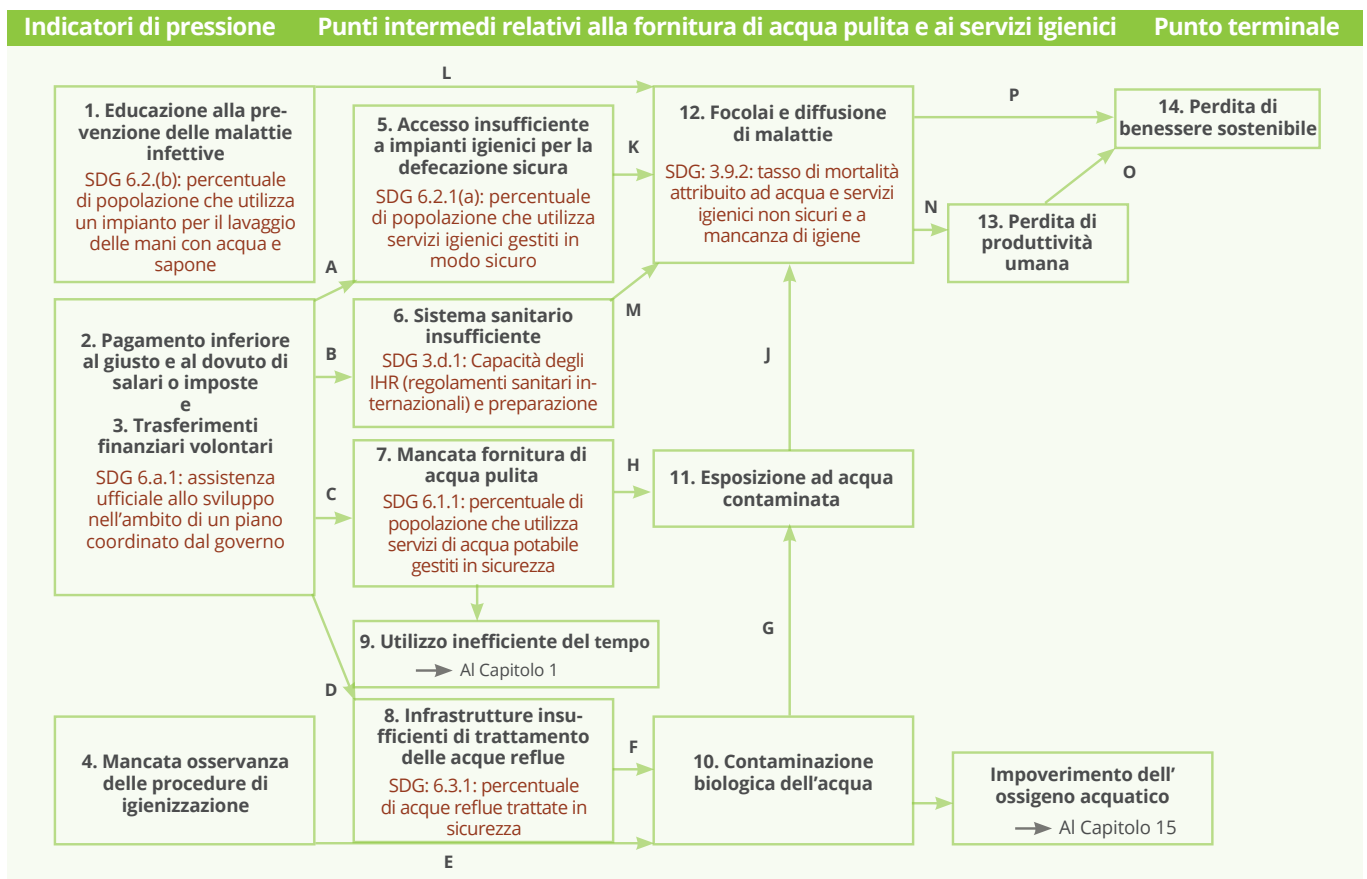 Indicatori di pressione
Punti intermedi relativi alla fornitura di acqua pulita e ai servizi igienici
Punto terminale
L
1. Educazione alla pre-
venzione delle malattie
infettive
SDG 6.2.(b): percentuale
di popolazione che utilizza
un impianto per il lavaggio
delle mani con acqua e
sapone
A
2. Pagamento inferiore
al giusto e al dovuto di
salari o imposte
e
3. Trasferimenti
finanziari volontari
SDG 6.a.1: assistenza
ufficiale allo sviluppo
nell’ambito di un piano
coordinato dal governo
B
C
D
4. Mancata osservanza
delle procedure di
igienizzazione
E
5. Accesso insufficiente
a impianti igienici per la
defecazione sicura
SDG 6.2.1(a): percentuale
di popolazione che utilizza
servizi igienici gestiti in
modo sicuro
K
6. Sistema sanitario
insufficiente
SDG 3.d.1: Capacità degli
IHR (regolamenti sanitari in-
ternazionali) e preparazione
M
7. Mancata fornitura di
acqua pulita
SDG 6.1.1: percentuale di
popolazione che utilizza
servizi di acqua potabile
gestiti in sicurezza
H
9. Utilizzo inefficiente del tempo
Al Capitolo 1
8. Infrastrutture insu-
fficienti di trattamento
delle acque reflue
SDG: 6.3.1: percentuale
di acque reflue trattate in
sicurezza
F
12. Focolai e diffusione
di malattie
SDG: 3.9.2: tasso di mortalità
attribuito ad acqua e servizi
igienici non sicuri e a
mancanza di igiene
J
11. Esposizione ad acqua
contaminata
G
10. Contaminazione
biologica dell’acqua
P
N
O
14. Perdita di
benessere sostenibile
13. Perdita di
produttività
umana
Impoverimento dell’
ossigeno acquatico
Al Capitolo 15